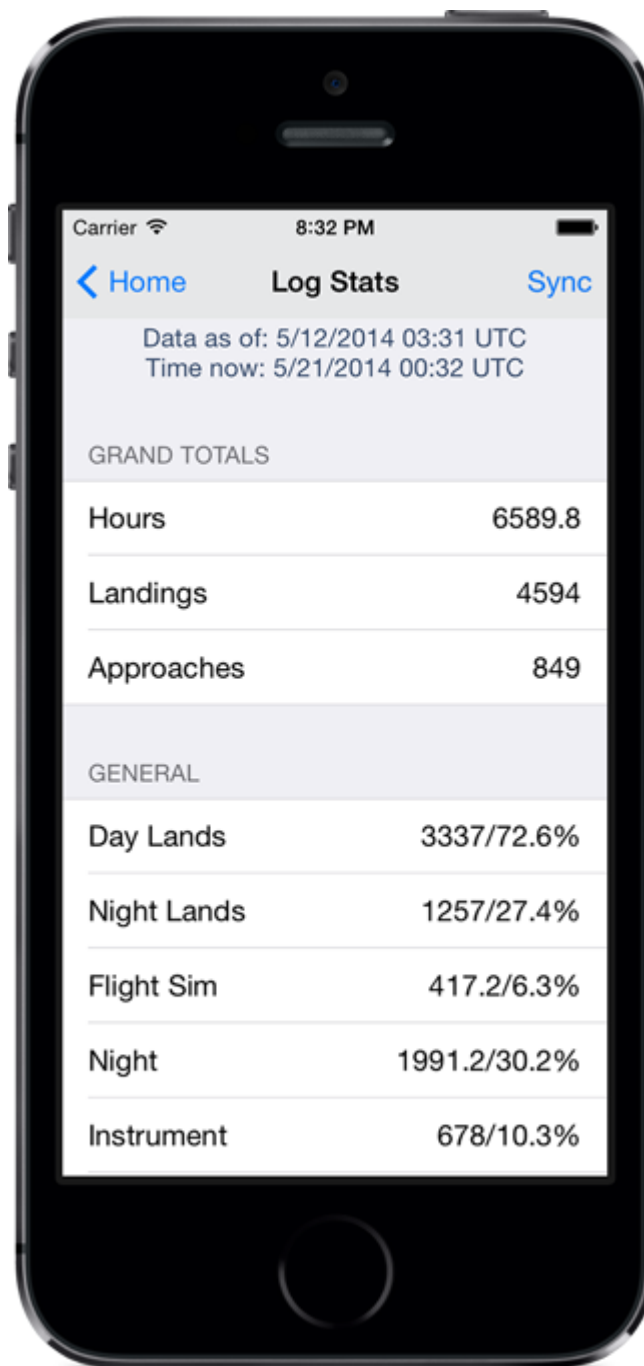 Carrier 8:32 PM
Home Log Stats Sync
Data as of: 5/12/2014 03:31 UTC
Time now: 5/21/2014 00:32 UTC
GRAND TOTALS
Hours 6589.8
Landings 4594
Approaches 849
GENERAL
Day Lands 3337/72.6%
Night Lands 1257/27.4%
Flight Sim 417.2/6.3%
Night 1991.2/30.2%
Instrument 678/10.3%